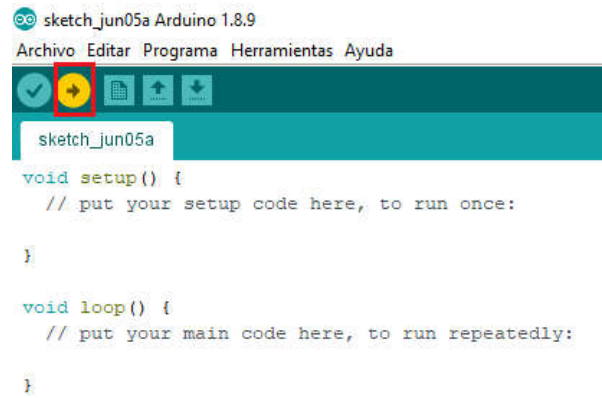 sketch_jun05a Arduino 1.8.9
Archivo Editar Programa Herramientas Ayuda
sketch_jun05a
void setup() {
  // put your setup code here, to run once:
}
void loop() {
  // put your main code here, to run repeatedly:
}